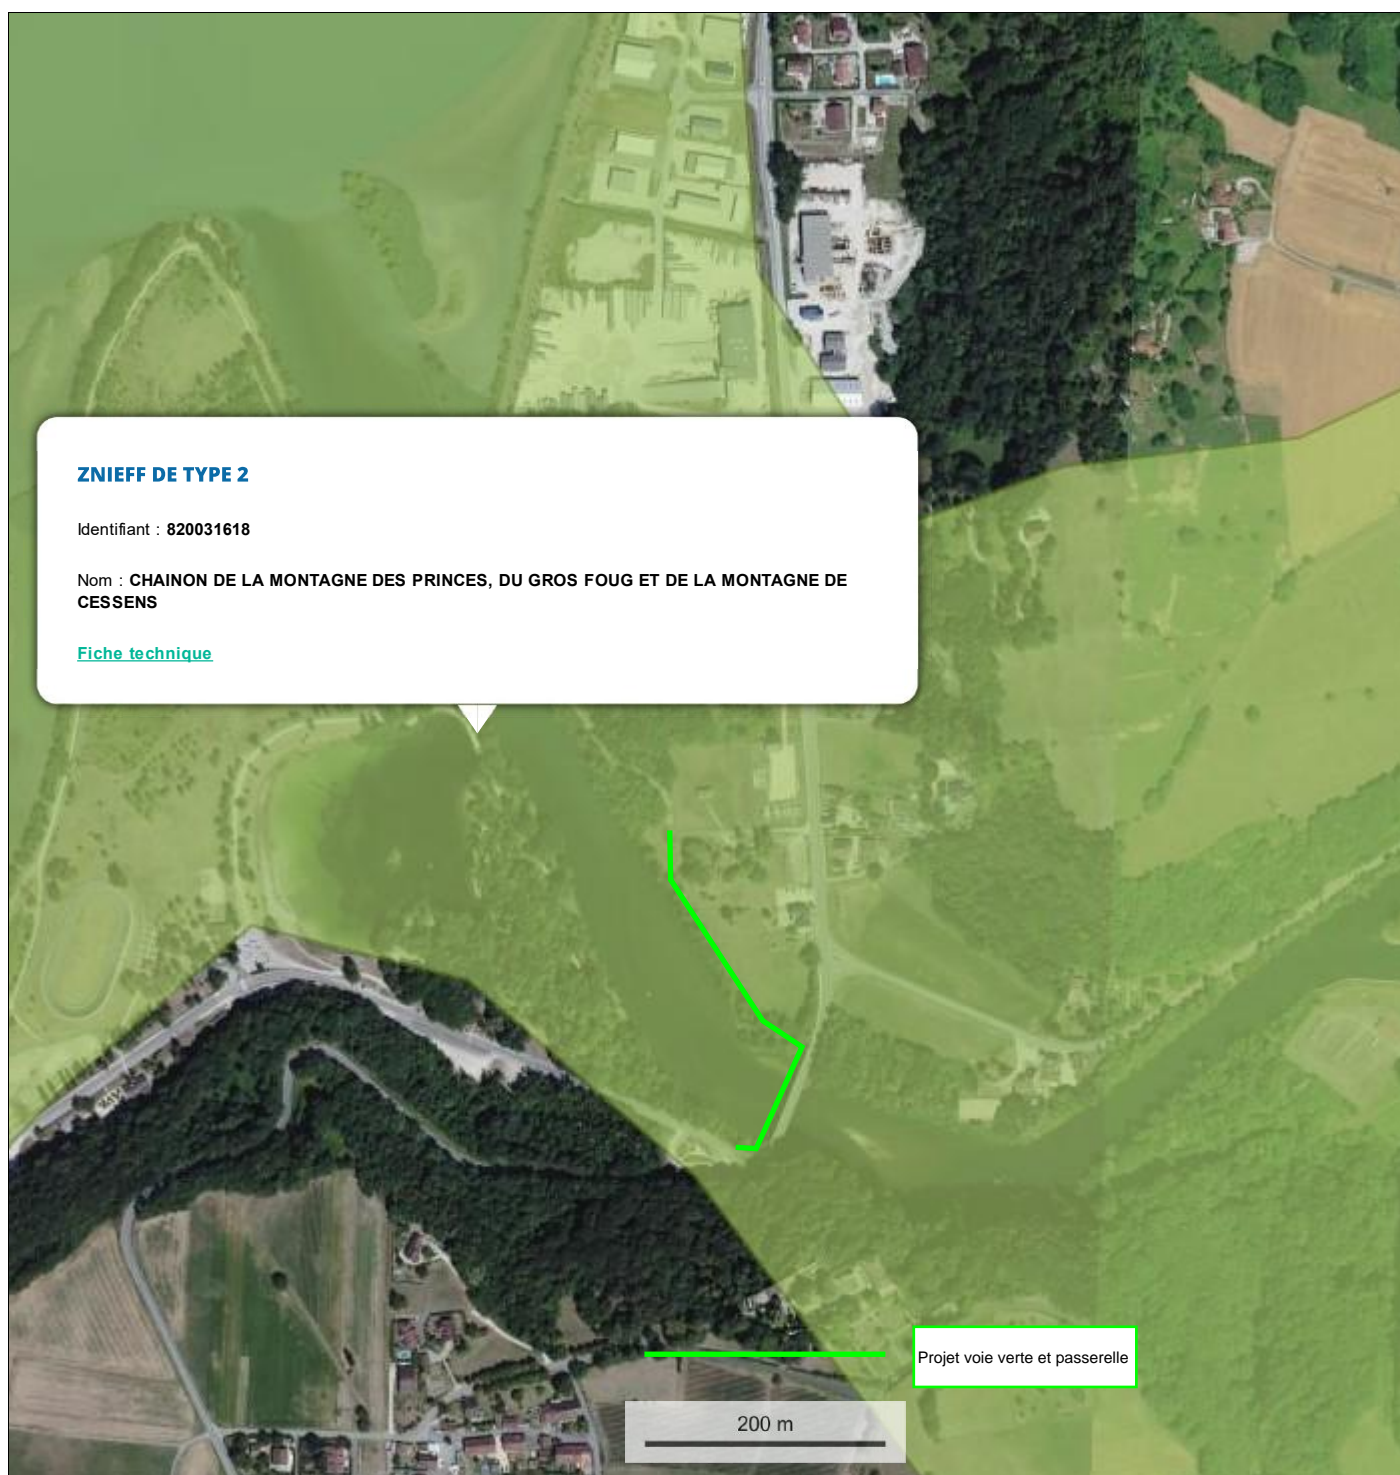 ZNIEFF DE TYPE 2
Identifiant : 820031618
Nom : CHAINON DE LA MONTAGNE DES PRINCES, DU GROS FOUG ET DE LA MONTAGNE DE
CESSENS
Fiche technique
Projet voie verte et passerelle
200 m